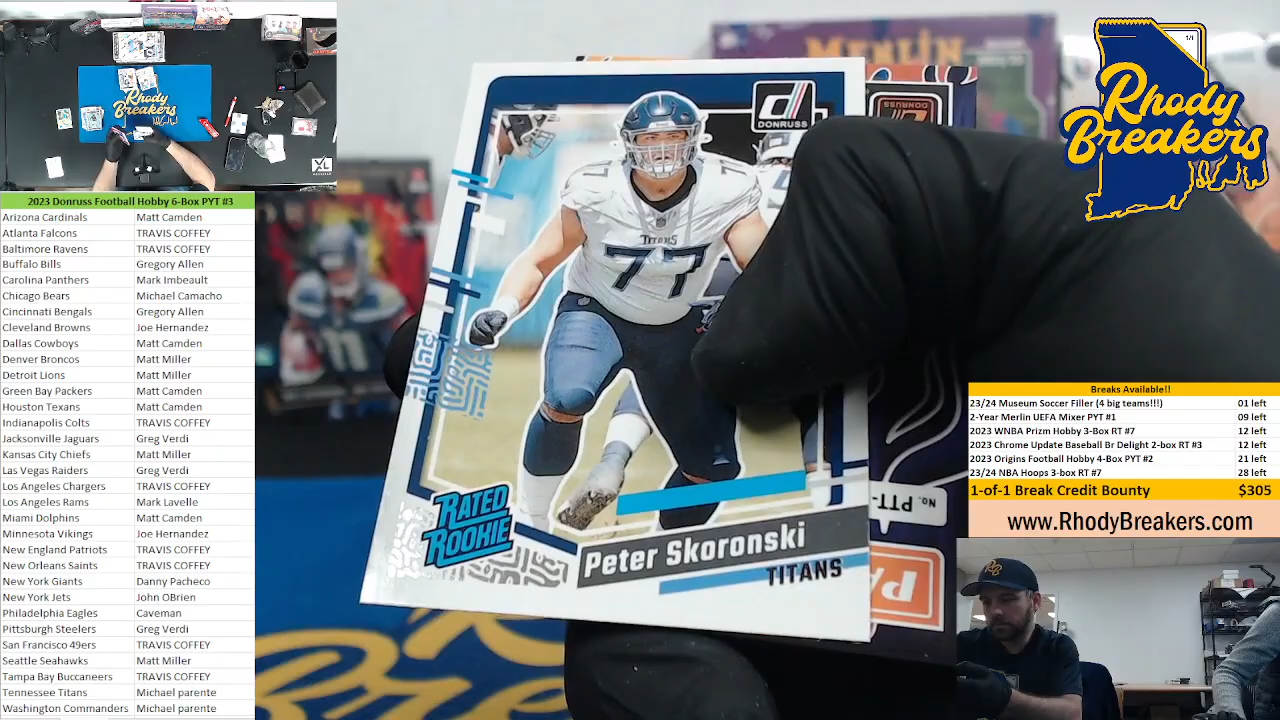 Rhody
Breakers
XL
2023 Donruss Football Hobby 6-Box PYT #3
Arizona Cardinals Matt Camden
Atlanta Falcons TRAVIS COFFEY
Baltimore Ravens TRAVIS COFFEY
Buffalo Bills Gregory Allen
Carolina Panthers Mark Imbeault
Chicago Bears Michael Camacho
Cincinnati Bengals Gregory Allen
Cleveland Browns Joe Hernandez
Dallas Cowboys Matt Camden
Denver Broncos Matt Miller
Detroit Lions Matt Miller
Green Bay Packers Matt Camden
Houston Texans Matt Camden
Indianapolis Colts TRAVIS COFFEY
Jacksonville Jaguars Greg Verdi
Kansas City Chiefs Matt Miller
Las Vegas Raiders Greg Verdi
Los Angeles Chargers TRAVIS COFFEY
Los Angeles Rams Mark Lavelle
Miami Dolphins Matt Camden
Minnesota Vikings Joe Hernandez
New England Patriots TRAVIS COFFEY
New Orleans Saints TRAVIS COFFEY
New York Giants Danny Pacheco
New York Jets John OBrien
Philadelphia Eagles Caveman
Pittsburgh Steelers Greg Verdi
San Francisco 49ers TRAVIS COFFEY
Seattle Seahawks Matt Miller
Tampa Bay Buccaneers TRAVIS COFFEY
Tennessee Titans Michael parente
Washington Commanders Michael parente
MERLIN
DONRUSS
DONRUSS
TITANS
77
RATED
ROOKIE
Peter Skoronski
TITANS
No. PTT-
PA
1/1
Rhody
Breakers
Breaks Available!!
23/24 Museum Soccer Filler (4 big teams!!!) 01 left
2-Year Merlin UEFA Mixer PYT #1 09 left
2023 WNBA Prizm Hobby 3-Box RT #7 12 left
2023 Chrome Update Baseball Br Delight 2-box RT #3 12 left
2023 Origins Football Hobby 4-Box PYT #2 21 left
23/24 NBA Hoops 3-box RT #7 28 left
1-of-1 Break Credit Bounty $305
www.RhodyBreakers.com
RB